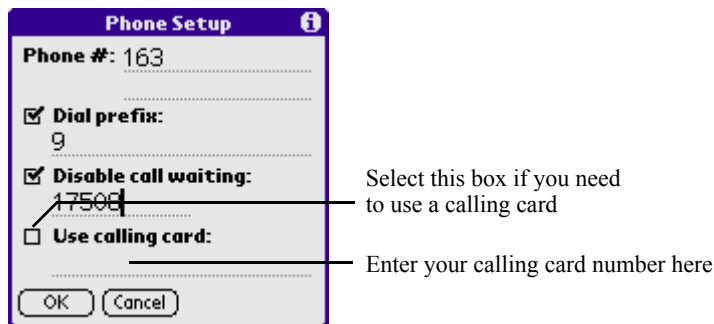 Phone Setup i
Phone #: 163
Dial prefix:
9
Disable call waiting:
17508
Use calling card:
OK Cancel
Select this box if you need
to use a calling card
Enter your calling card number here